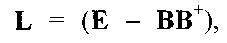 L = (E − BB⁺),